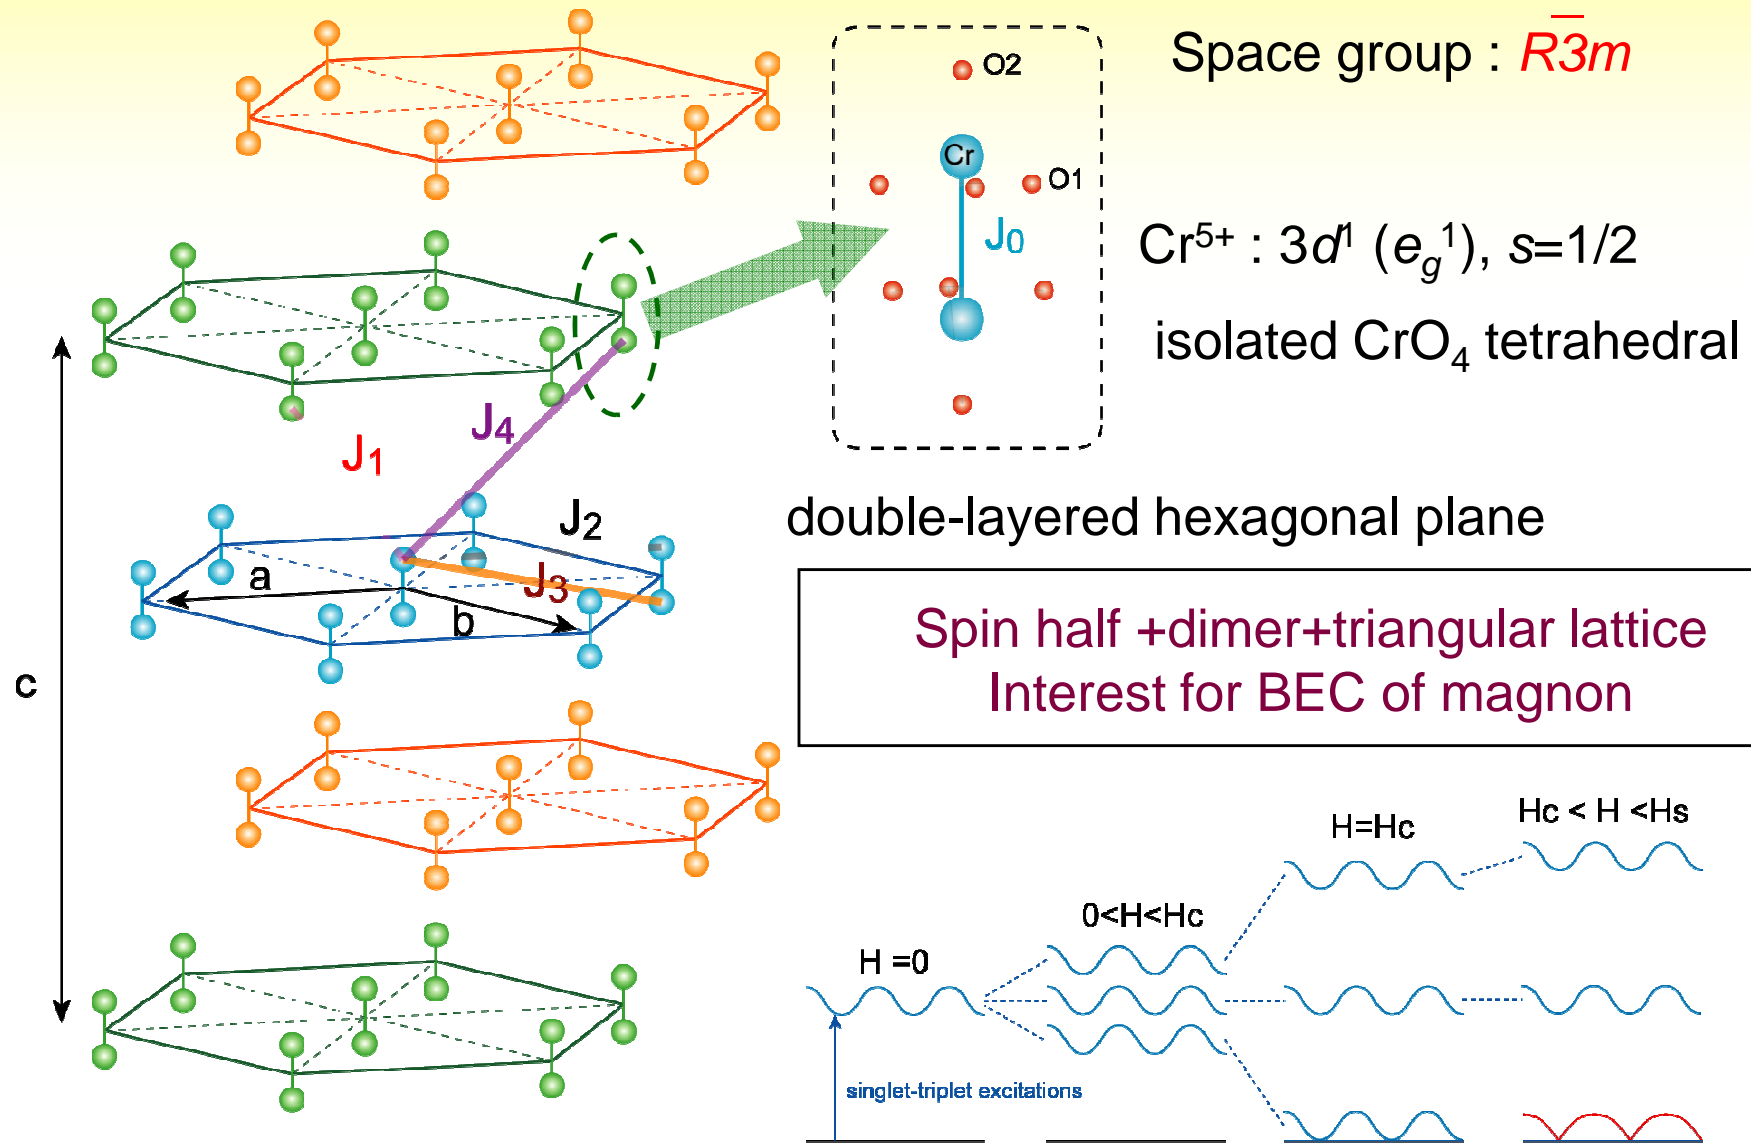 Space group : R3̅m
O2
Cr
O1
J₀
Cr⁵⁺ : 3d¹ (e_g¹), s=1/2
isolated CrO₄ tetrahedral
J₄
J₁
double-layered hexagonal plane
J₂
a
J₃
b
c
Spin half +dimer+triangular lattice
Interest for BEC of magnon
Hc < H <Hs
H=Hc
0<H<Hc
H =0
singlet-triplet excitations